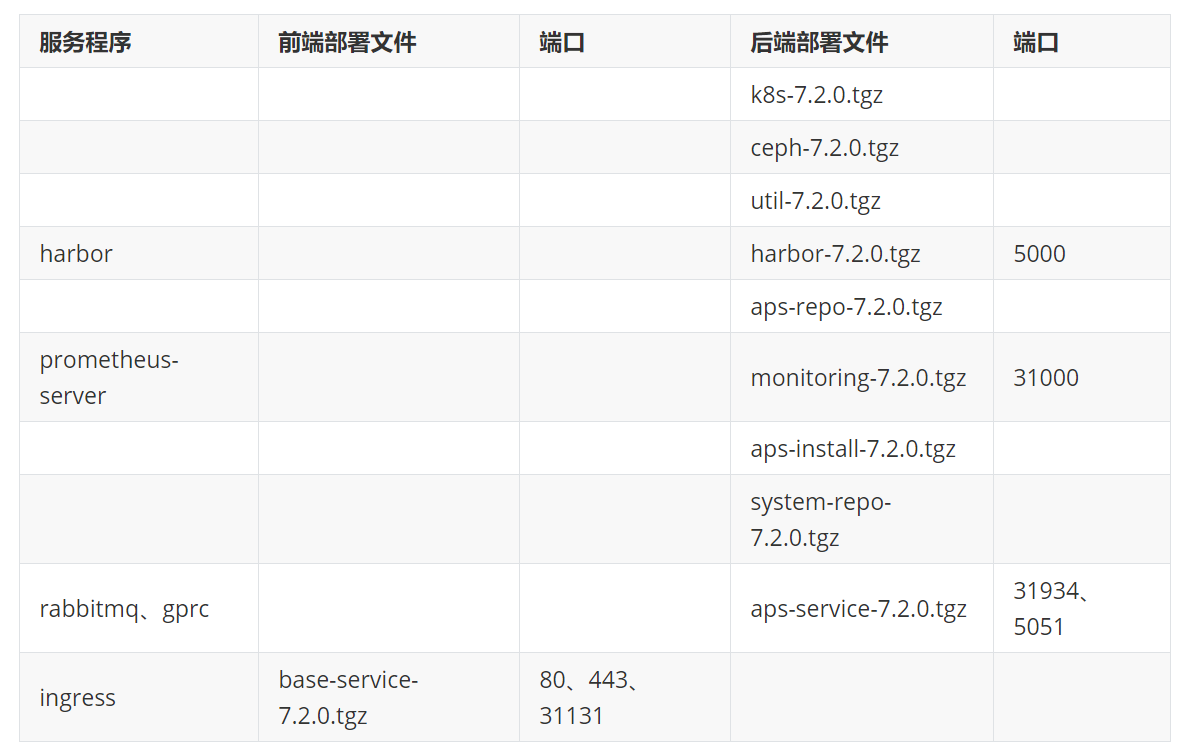 服务程序 前端部署文件 端口 后端部署文件 端口
k8s-7.2.0.tgz
ceph-7.2.0.tgz
util-7.2.0.tgz
harbor harbor-7.2.0.tgz 5000
aps-repo-7.2.0.tgz
prometheus-
server monitoring-7.2.0.tgz 31000
aps-install-7.2.0.tgz
system-repo-
7.2.0.tgz
rabbitmq、gprc aps-service-7.2.0.tgz 31934、
5051
ingress base-service-
7.2.0.tgz 80、443、
31131